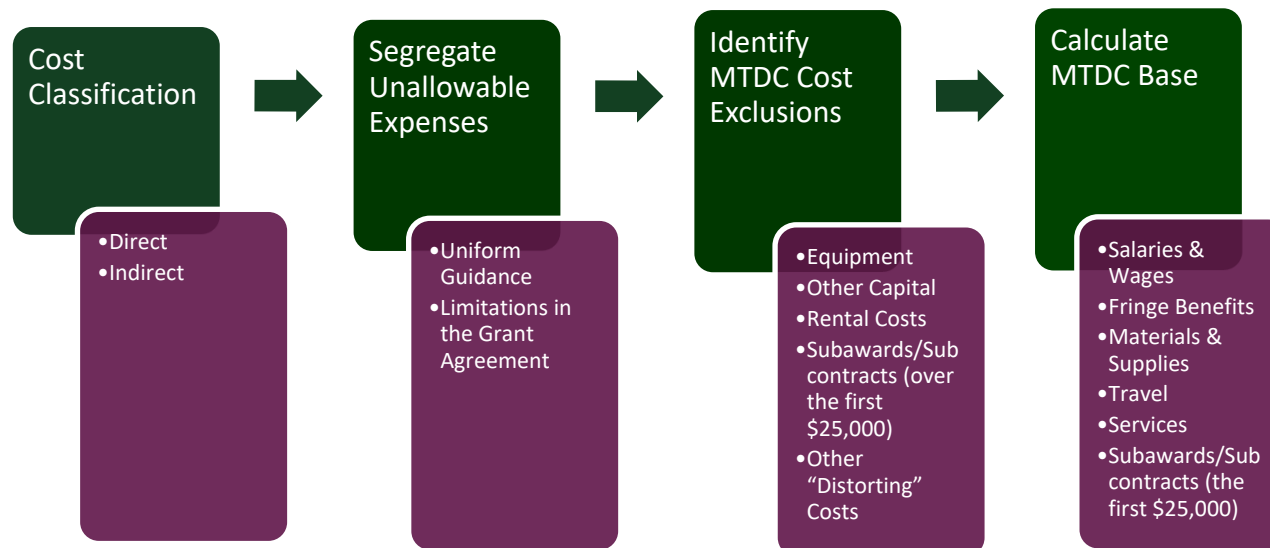 Cost
Classification
•Direct
•Indirect
Segregate
Unallowable
Expenses
•Uniform
Guidance
•Limitations in
the Grant
Agreement
Identify
MTDC Cost
Exclusions
•Equipment
•Other Capital
•Rental Costs
•Subawards/Sub
contracts (over
the first
$25,000)
•Other
“Distorting”
Costs
Calculate
MTDC Base
•Salaries &
Wages
•Fringe Benefits
•Materials &
Supplies
•Travel
•Services
•Subawards/Sub
contracts (the
first $25,000)